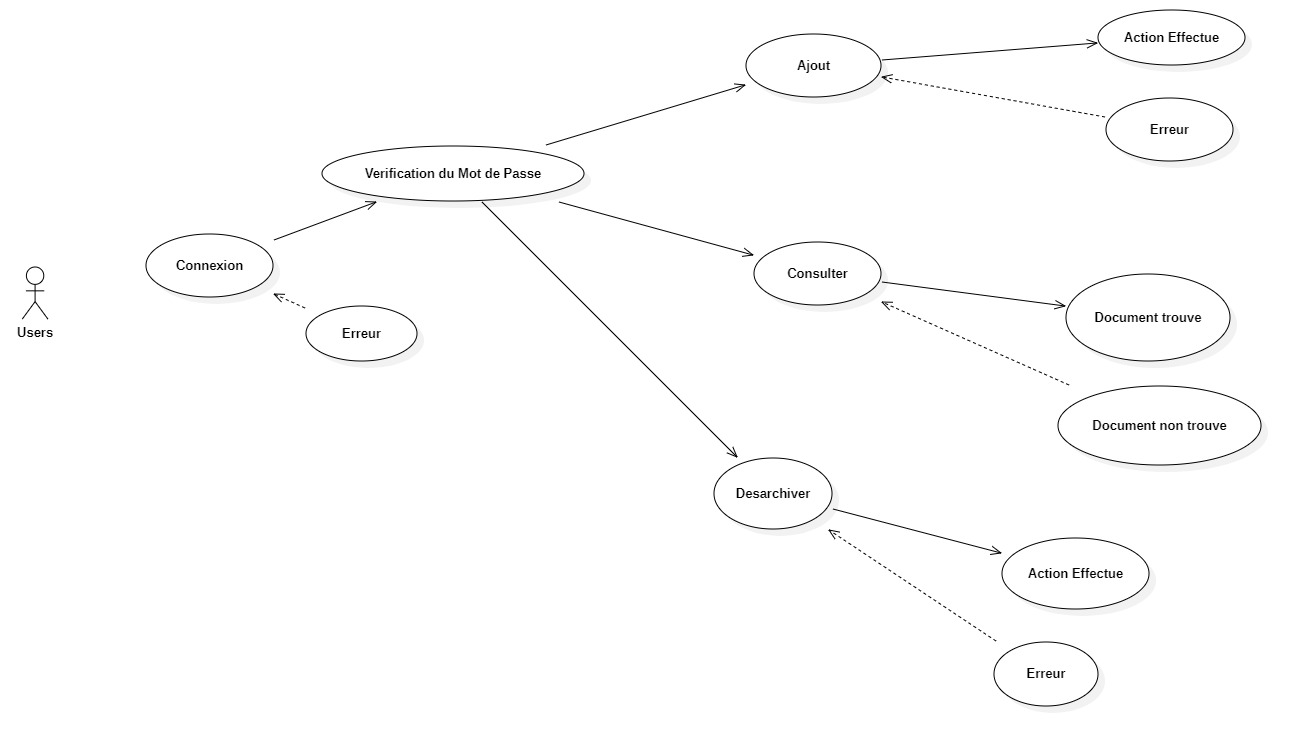 Action Effectue
Ajout
Erreur
Verification du Mot de Passe
Connexion
Consulter
Users
Erreur
Document trouve
Document non trouve
Desarchiver
Action Effectue
Erreur